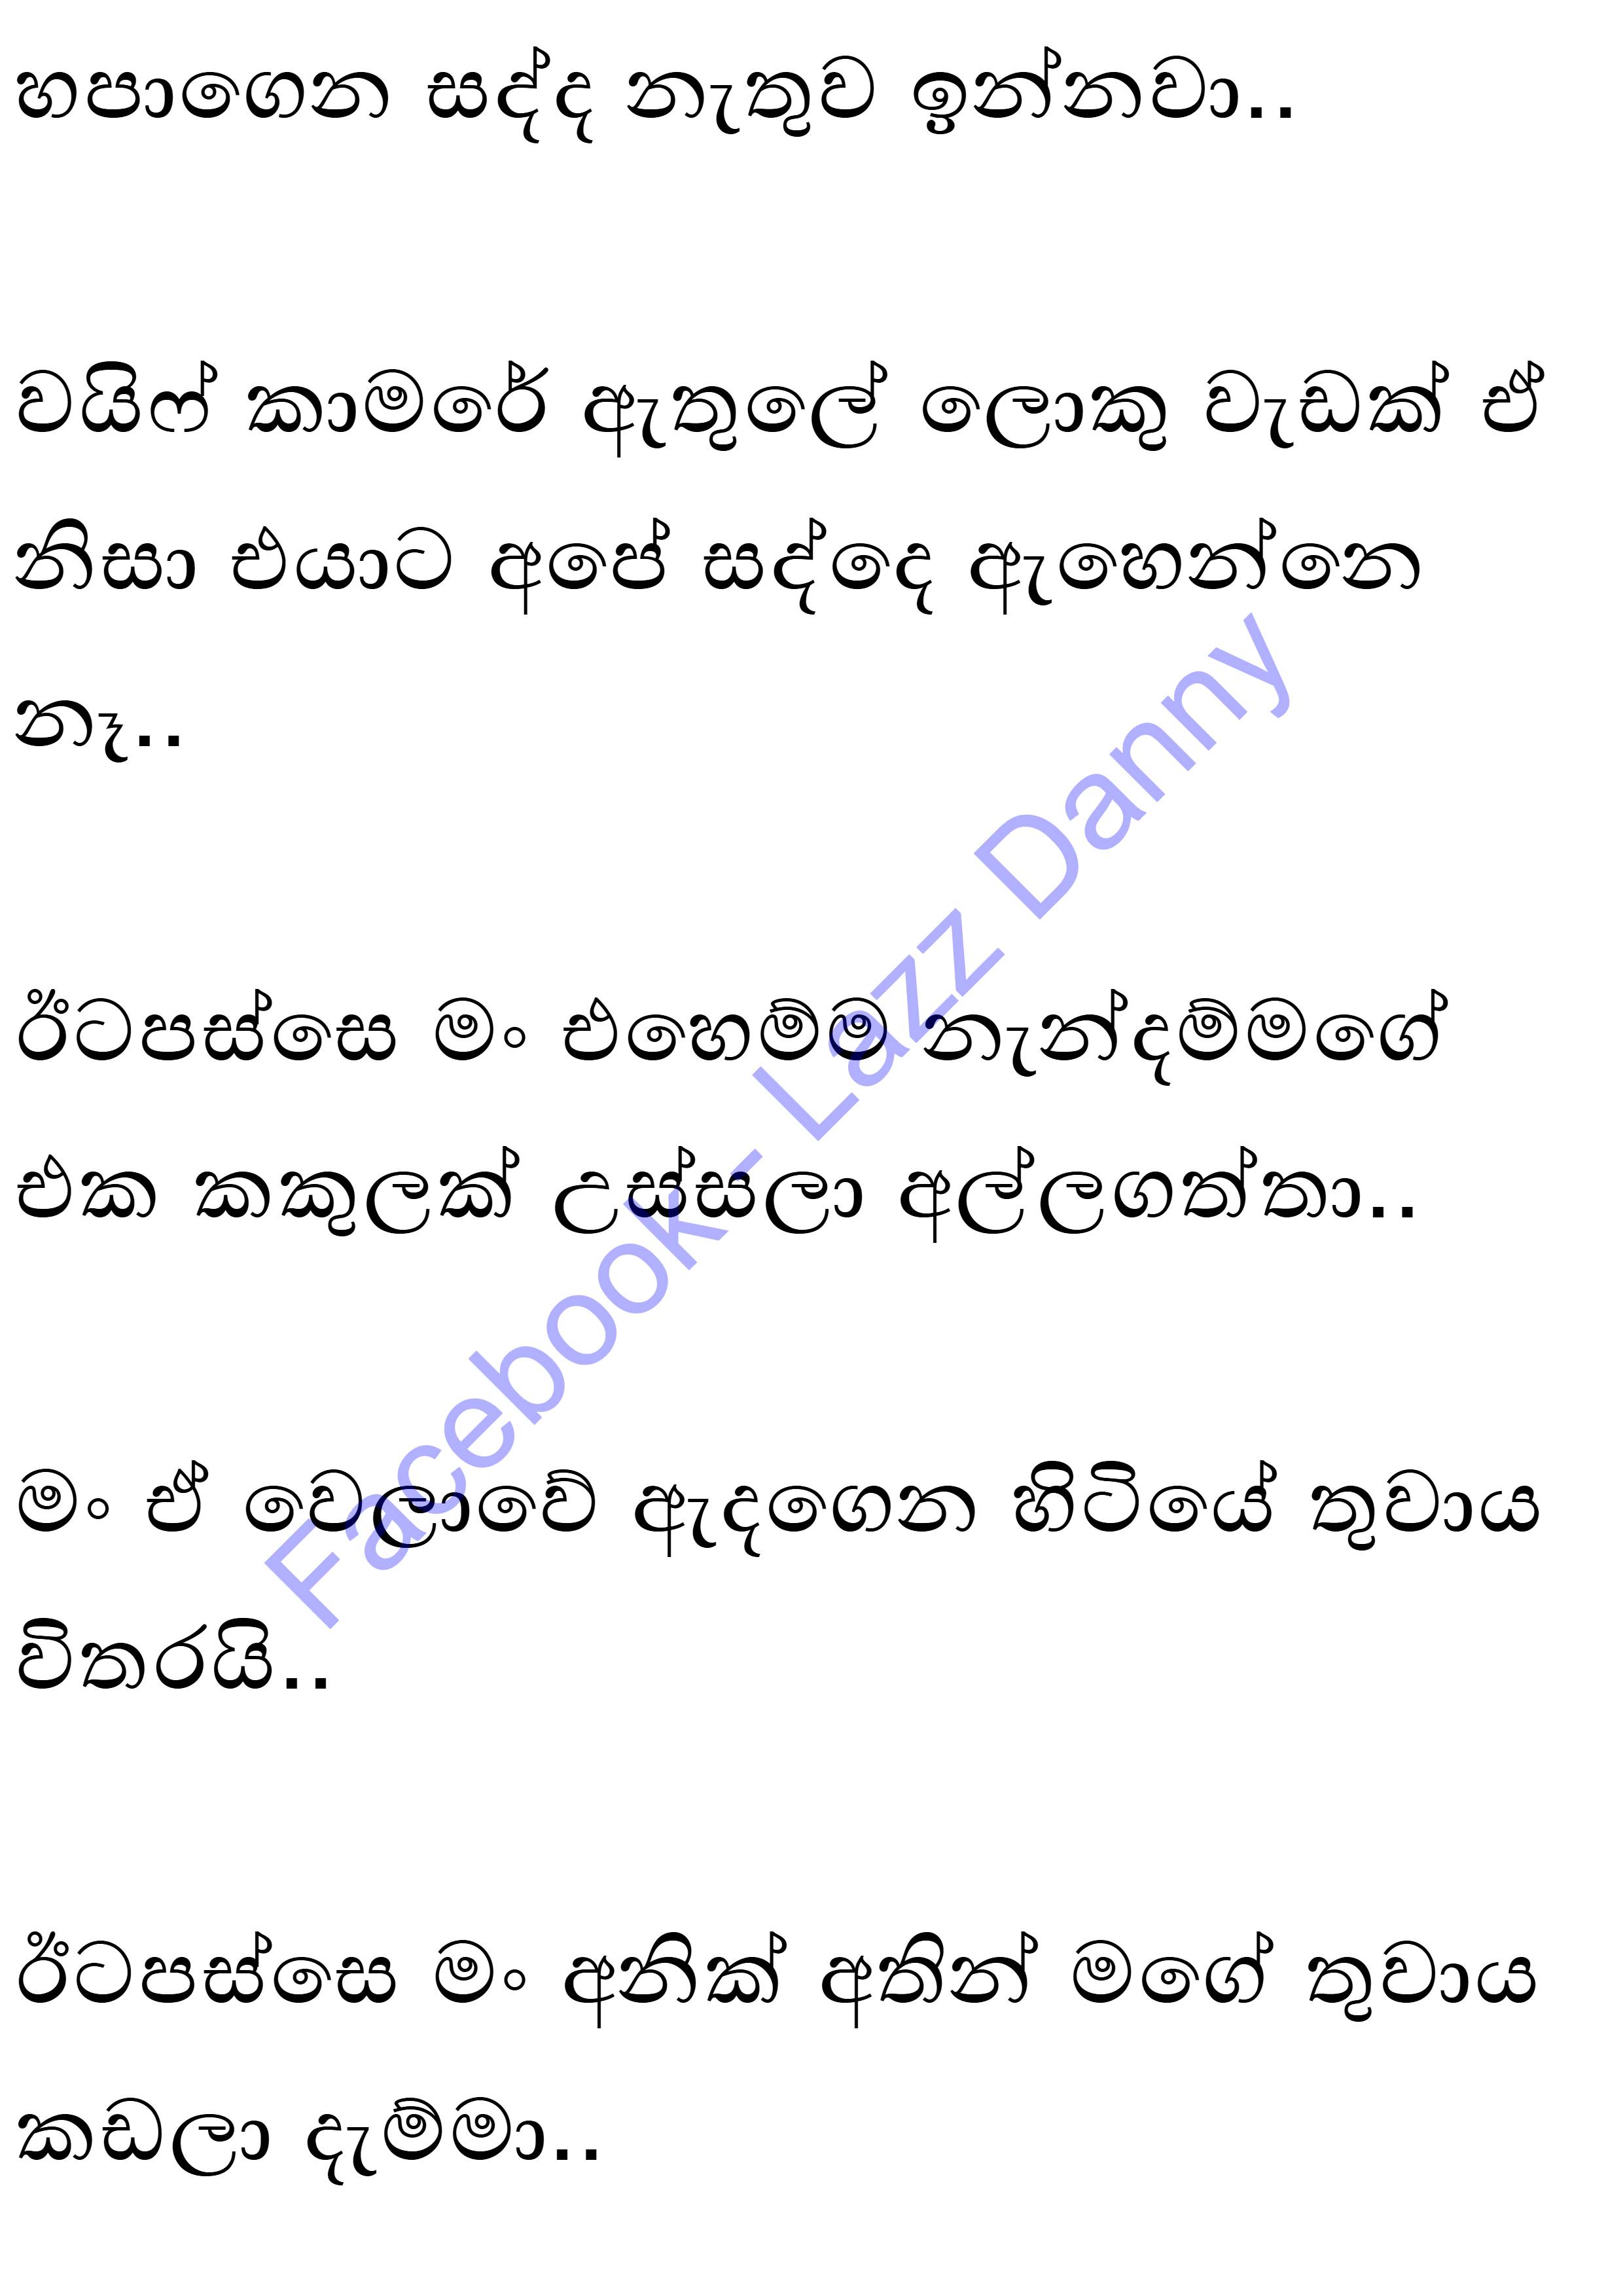 හපාගෙන සද්ද නැතුව ඉන්නවා..
වයිෆ් කාමරේ ඇතුලේ ලොකු වැඩක් ඒ
නිසා එයාට අපේ සද්දෙ ඇහෙන්නෙ
නෑ..
ඊටපස්සෙ මං එහෙම්ම නැන්දම්මගේ
එක කකුලක් උස්සලා අල්ලගත්තා..
මං ඒ වෙලාවේ ඇදගෙන හිටියේ තුවාය
විතරයි..
ඊටපස්සෙ මං අනික් අතින් මගේ තුවාය
කඩලා දැම්මා..
Facebook- Lazz Danny